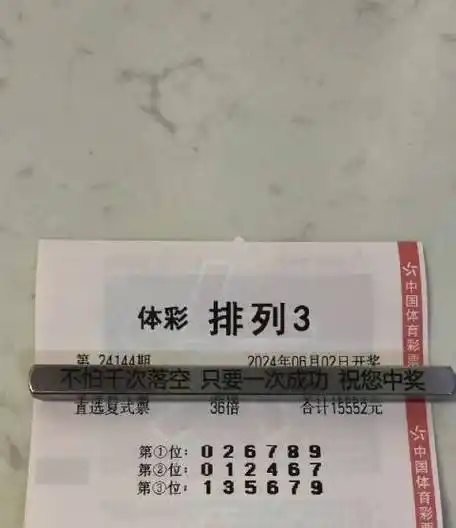 体彩 排列3
第 24144期 2024年06月02日开奖
不怕千次落空 只要一次成功 祝您中奖
直选复式票 36倍 合计15552元
第①位: 0 2 6 7 8 9
第②位: 0 1 2 4 6 7
第③位: 1 3 5 6 7 9
中国体育彩票
中国体育彩